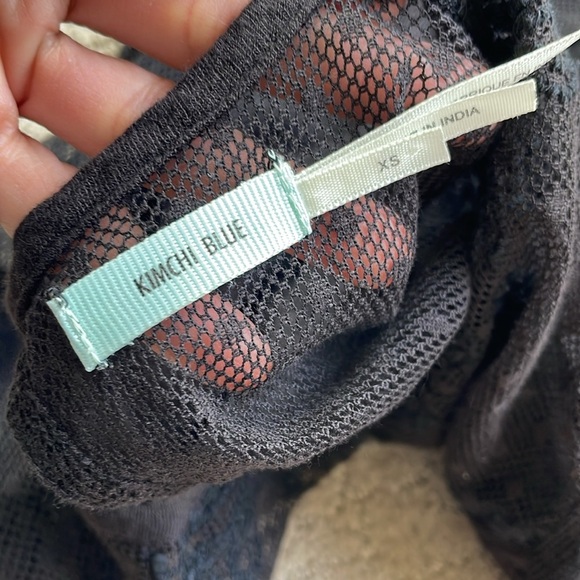 KIMCHI BLUE
XS
IN INDIA